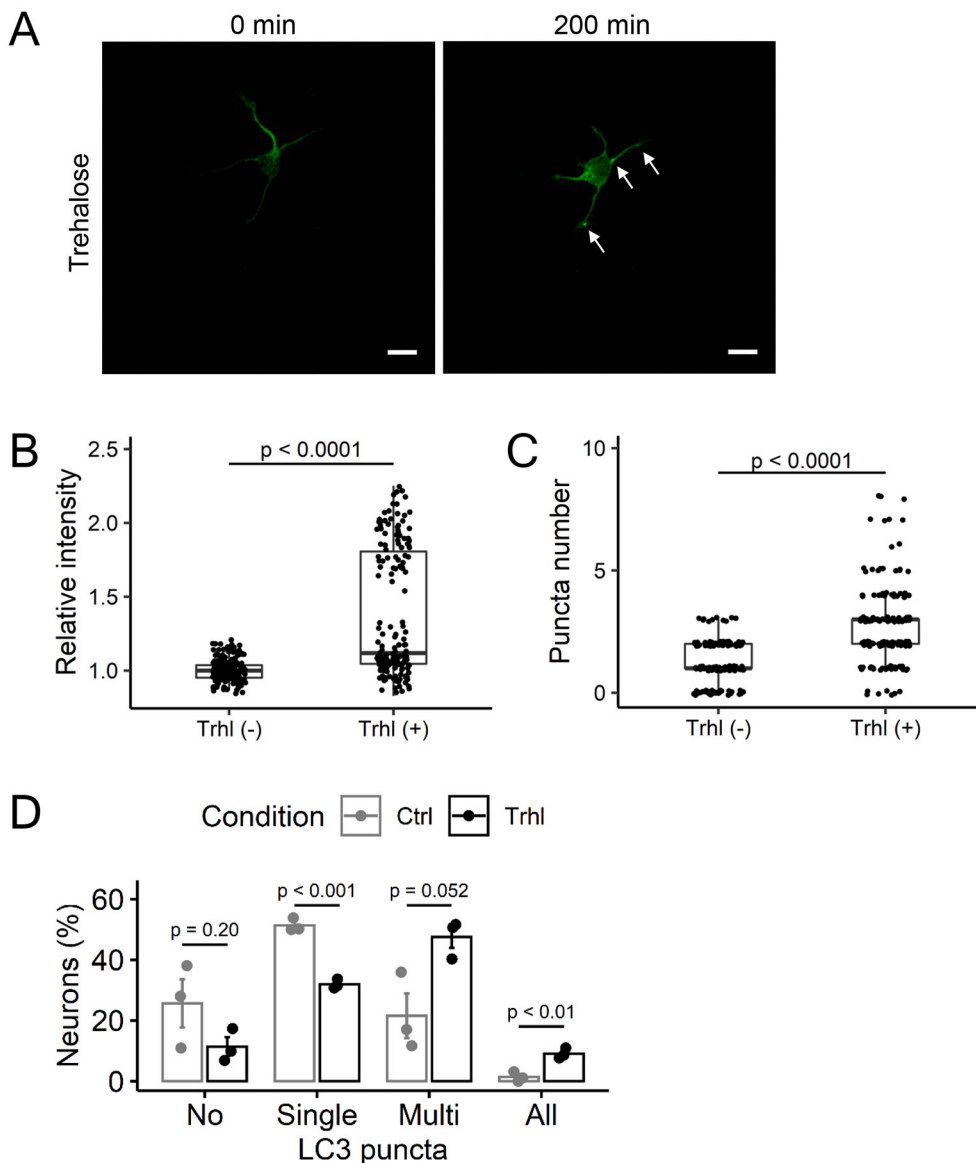 A
0 min
200 min
Trehalose
B
Relative intensity
2.5
2.0
1.5
1.0
p < 0.0001
Trhl (-)
Trhl (+)
C
Puncta number
10
5
0
p < 0.0001
Trhl (-)
Trhl (+)
D
Condition Ctrl Trhl
Neurons (%)
60
40
20
0
p = 0.20
p < 0.001
p = 0.052
p < 0.01
No Single Multi All
LC3 puncta